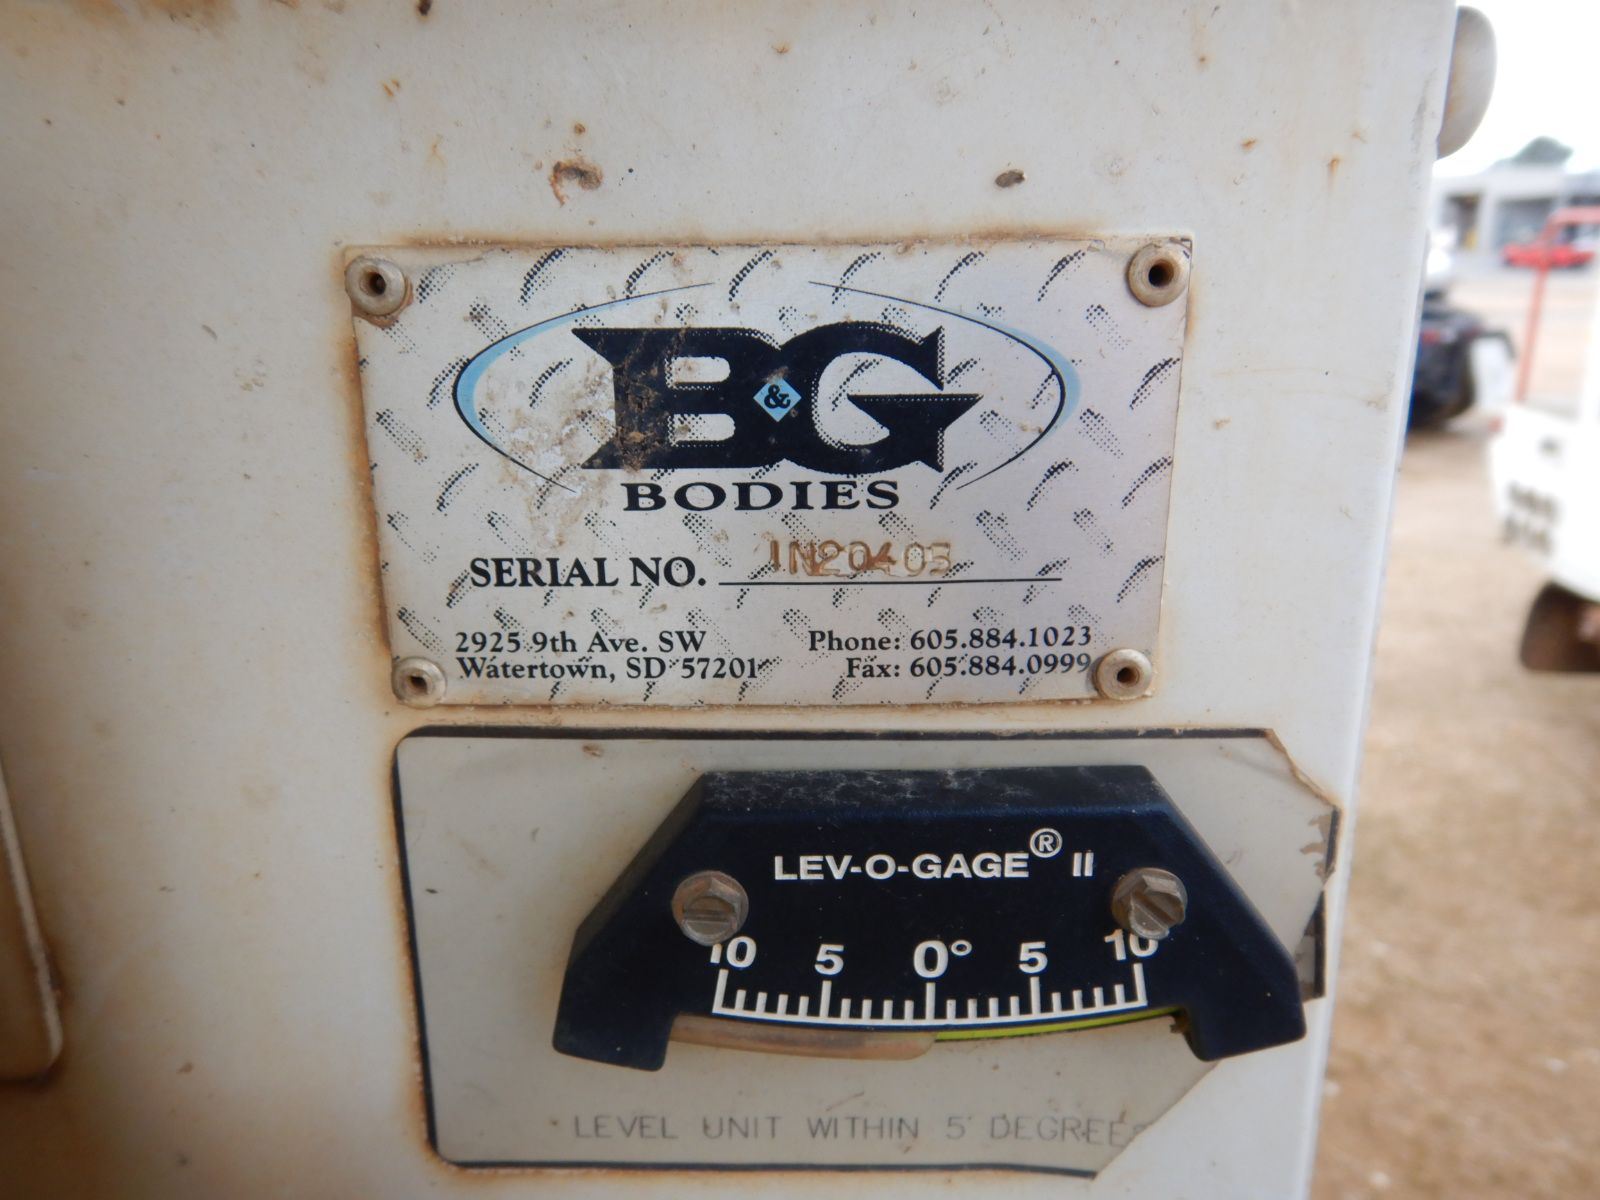 B&G
BODIES
SERIAL NO. 1N20405
2925 9th Ave. SW
Watertown, SD 57201
Phone: 605.884.1023
Fax: 605.884.0999
LEV-O-GAGE® II
10 5 0° 5 10
LEVEL UNIT WITHIN 5 DEGREES